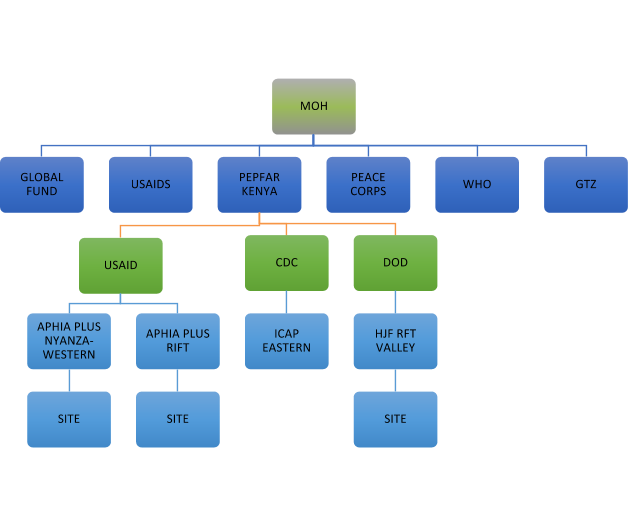 MOH
GLOBAL
FUND
USAIDS
PEPFAR
KENYA
PEACE
CORPS
WHO
GTZ
USAID
CDC
DOD
APHIA PLUS
NYANZA-
WESTERN
APHIA PLUS
RIFT
ICAP
EASTERN
HJF RFT
VALLEY
SITE
SITE
SITE